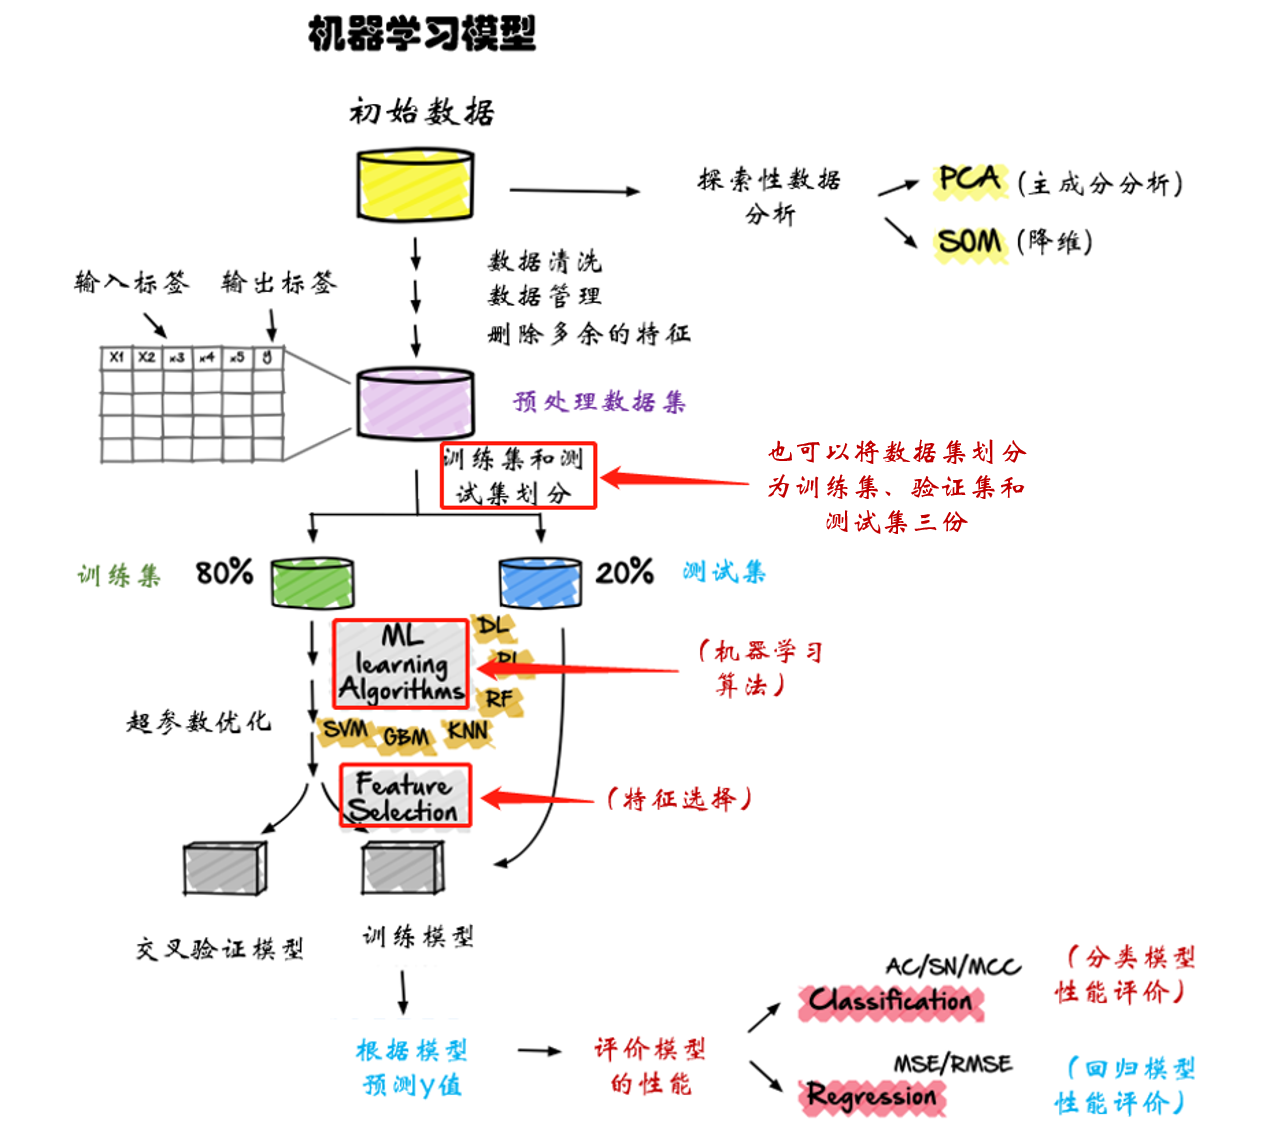 机器学习模型
初始数据
探索性数据
分析
PCA (主成分分析)
SOM (降维)
数据清洗
数据管理
删除多余的特征
输入标签
输出标签
X1 X2 x3 x4 x5 y
预处理数据集
训练集和测
试集划分
也可以将数据集划分
为训练集、验证集和
测试集三份
训练集 80%
20% 测试集
ML
learning
Algorithms
DL
RF
SVM
GBM
KNN
（机器学习
算法）
超参数优化
Feature
Selection
（特征选择）
交叉验证模型
训练模型
根据模型
预测y值
评价模型
的性能
AC/SN/MCC
Classification
（分类模型
性能评价）
MSE/RMSE
Regression
（回归模型
性能评价）